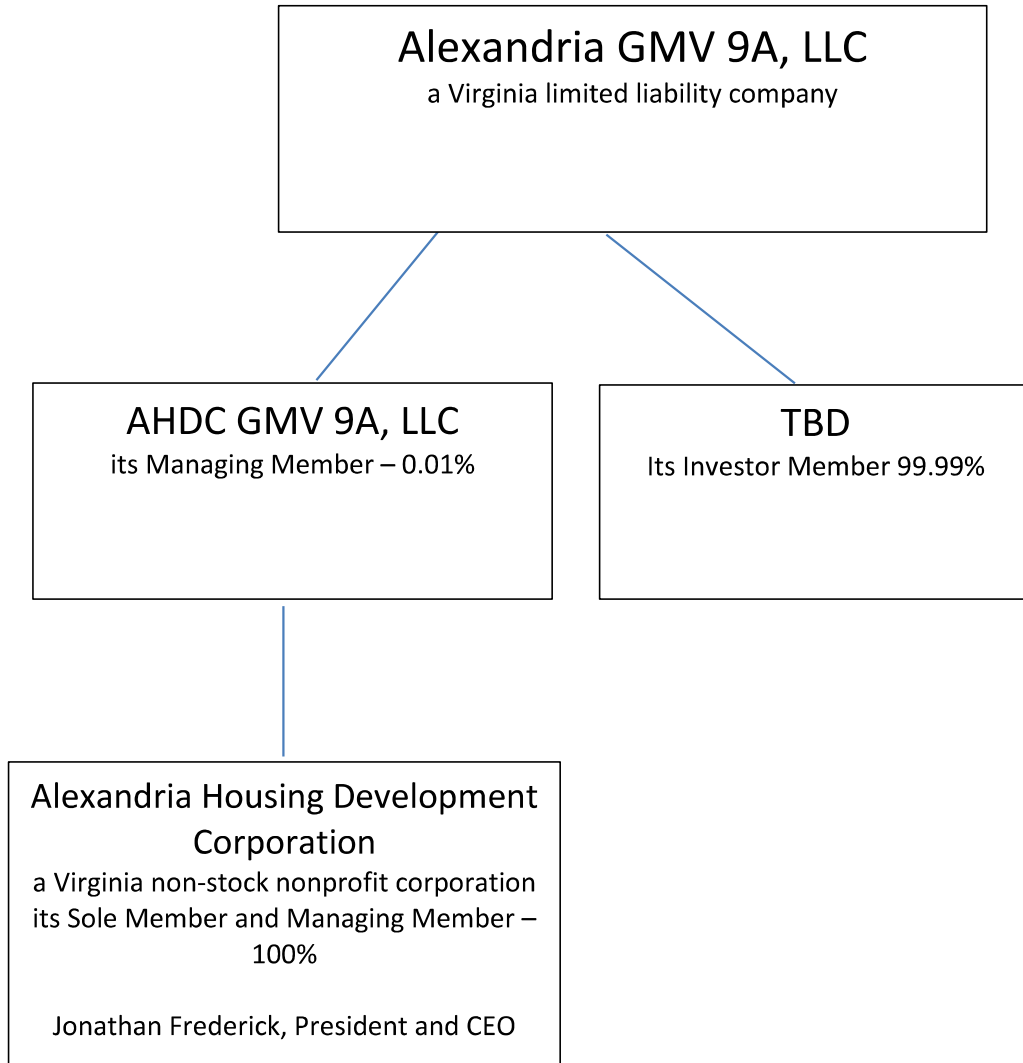 Alexandria GMV 9A, LLC
a Virginia limited liability company
AHDC GMV 9A, LLC
its Managing Member – 0.01%
TBD
Its Investor Member 99.99%
Alexandria Housing Development
Corporation
a Virginia non-stock nonprofit corporation
its Sole Member and Managing Member –
100%
Jonathan Frederick, President and CEO